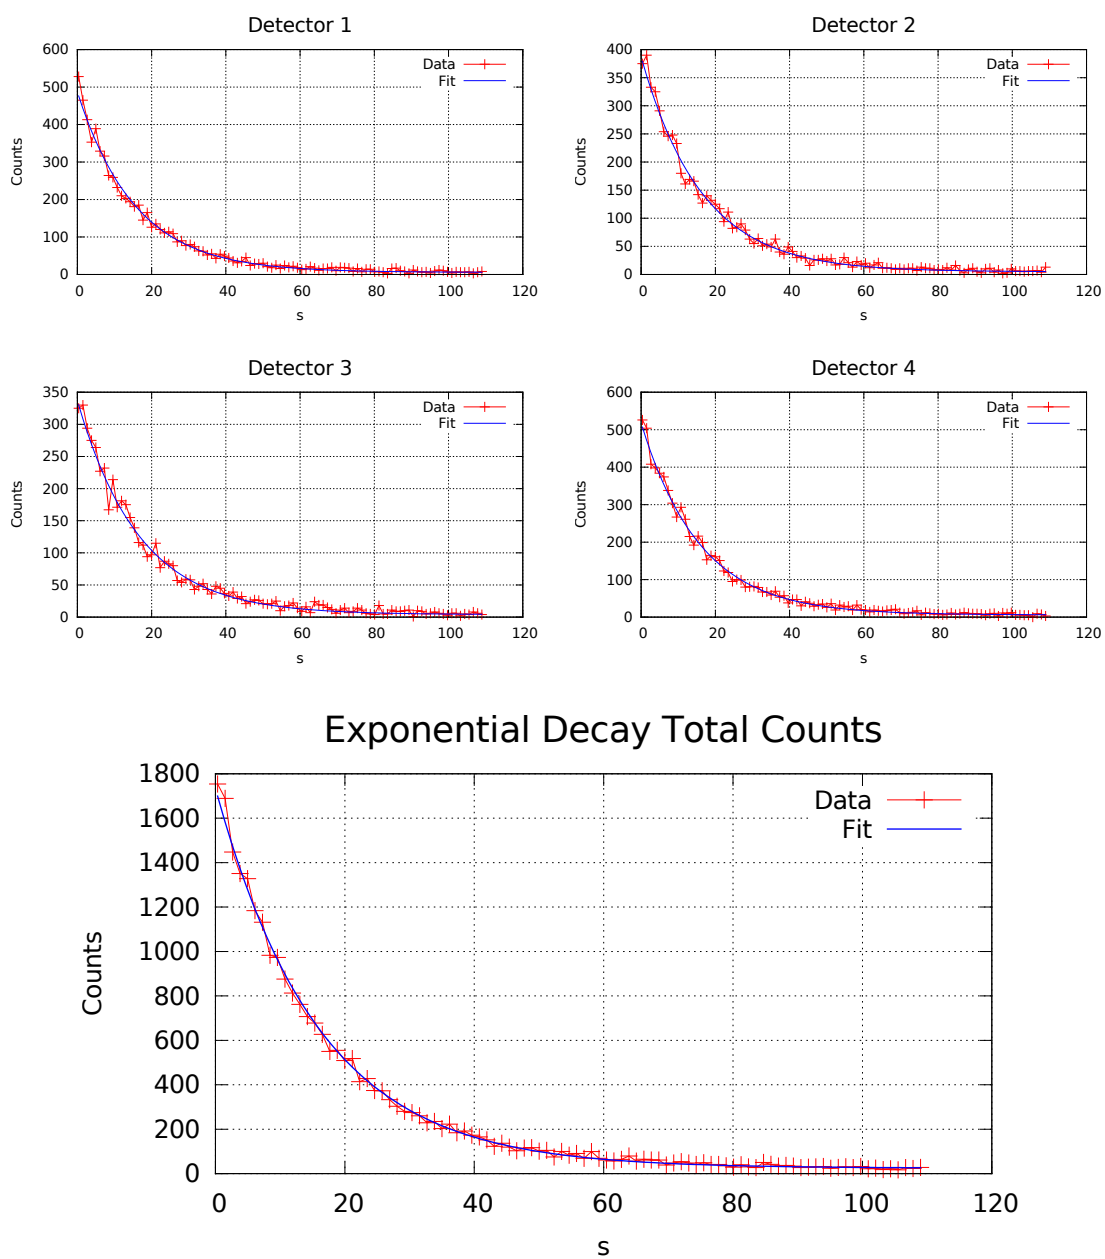 Detector 1
600
500
400
300
200
100
0
Counts
Data
Fit
0 20 40 60 80 100 120
s
Detector 2
400
350
300
250
200
150
100
50
0
Counts
Data
Fit
0 20 40 60 80 100 120
s
Detector 3
350
300
250
200
150
100
50
0
Counts
Data
Fit
0 20 40 60 80 100 120
s
Detector 4
600
500
400
300
200
100
0
Counts
Data
Fit
0 20 40 60 80 100 120
s
Exponential Decay Total Counts
1800
1600
1400
1200
1000
800
600
400
200
0
Counts
Data
Fit
0 20 40 60 80 100 120
s